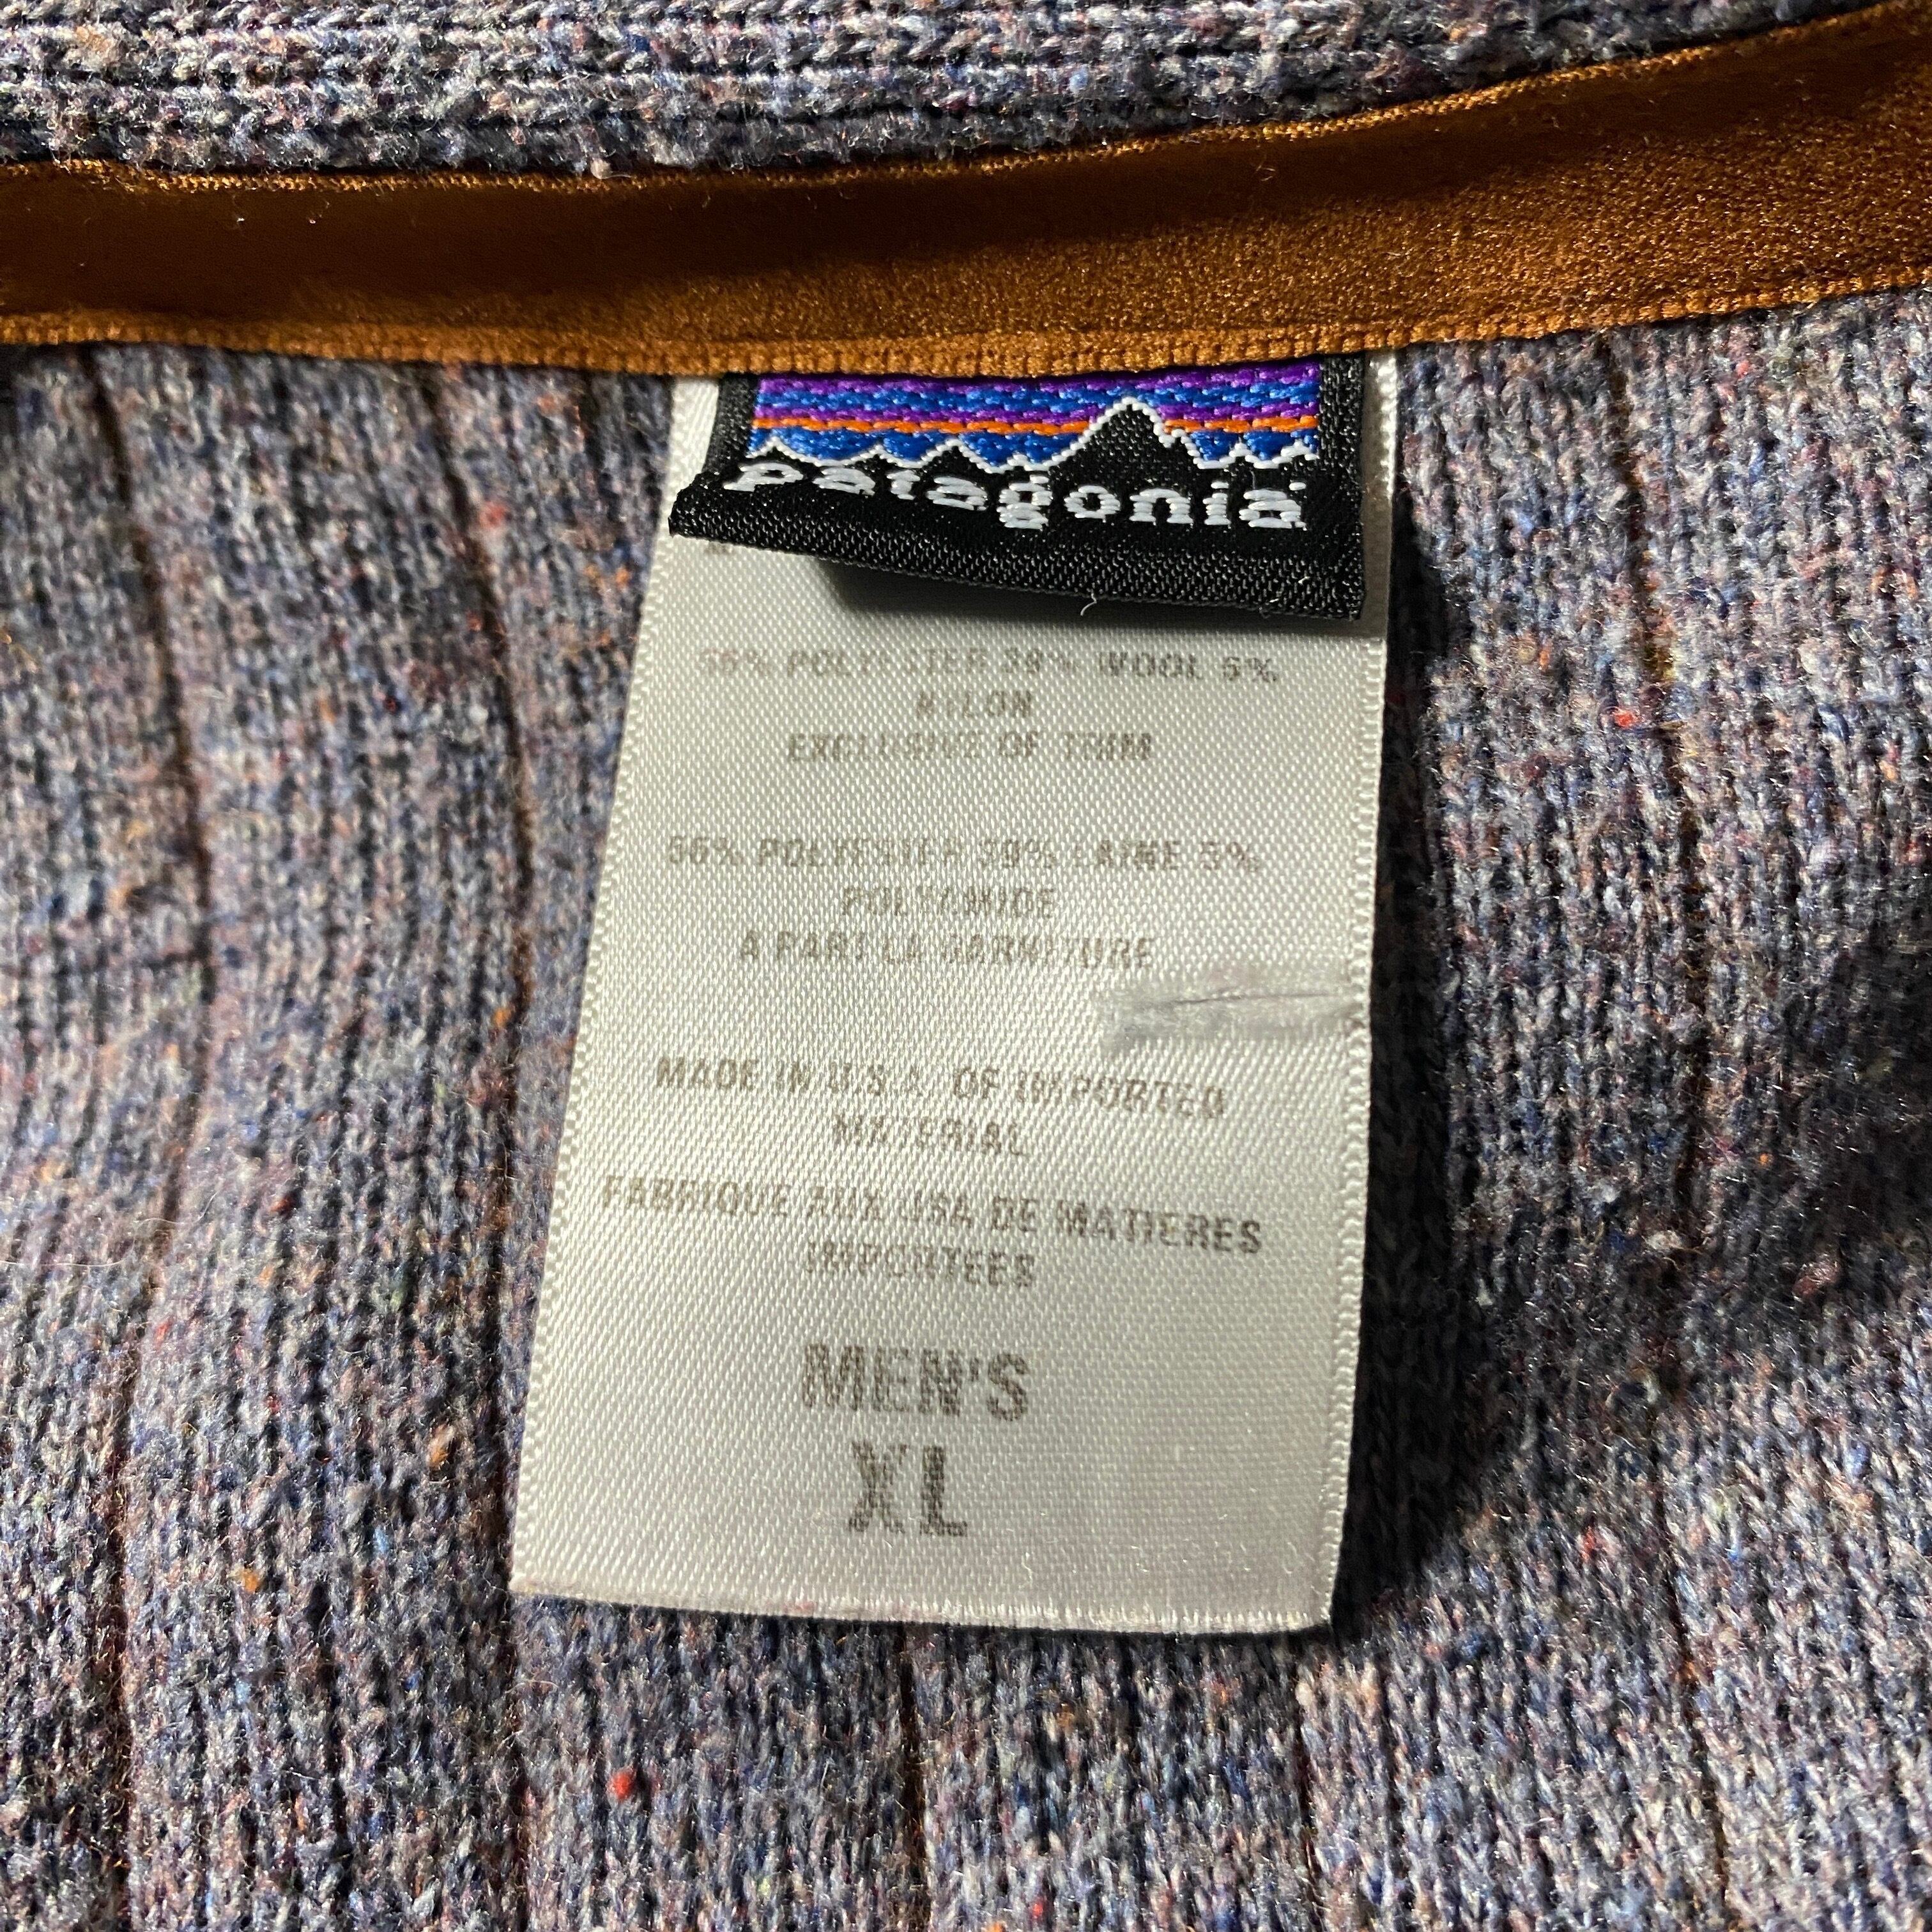 patagonia
56% POLYESTER 39% WOOL 5%
NYLON
EXCLUSIVE OF TRIM
56% POLYESTER 39% LAINE 5%
POLYAMIDE
A PART LA GARNITURE
MADE IN U.S.A. OF IMPORTED
MATERIAL
FABRIQUE AUX USA DE MATIERES
IMPORTEES
MEN'S
XL